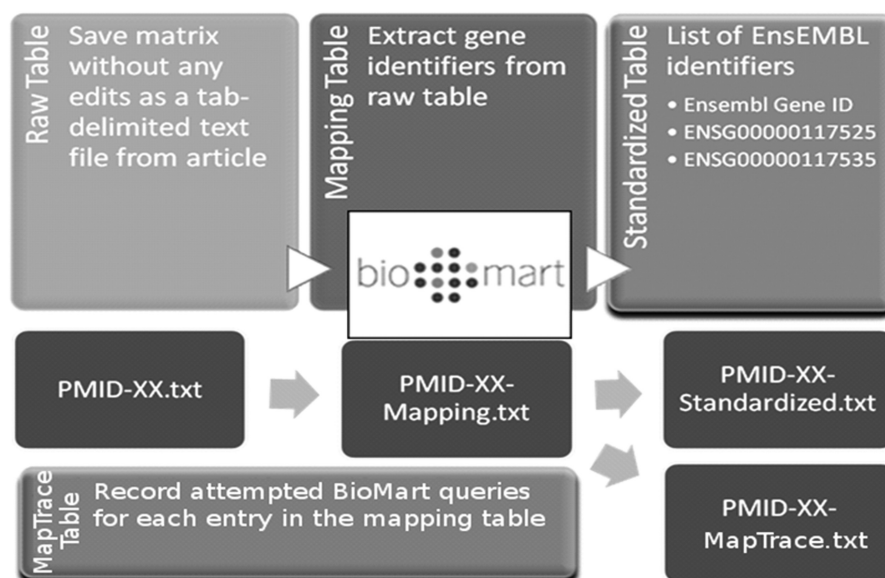 Raw Table
Save matrix
without any
edits as a tab-
delimited text
file from article
Mapping Table
Extract gene
identifiers from
raw table
bio mart
Standardized Table
List of EnsEMBL
identifiers
• Ensembl Gene ID
• ENSG00000117525
• ENSG00000117535
PMID-XX.txt
PMID-XX-
Mapping.txt
PMID-XX-
Standardized.txt
MapTrace
Table
Record attempted BioMart queries
for each entry in the mapping table
PMID-XX-
MapTrace.txt